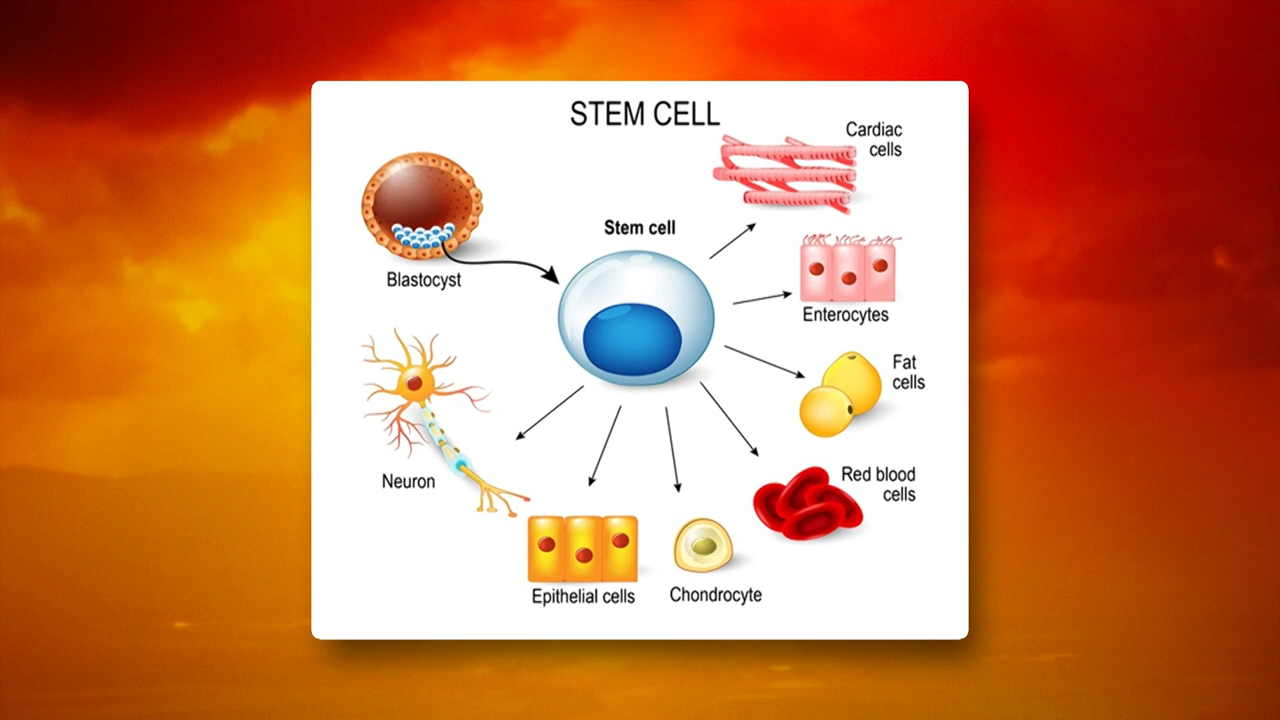 STEM CELL
Cardiac
cells
Stem cell
Blastocyst
Enterocytes
Fat
cells
Neuron
Red blood
cells
Epithelial cells
Chondrocyte